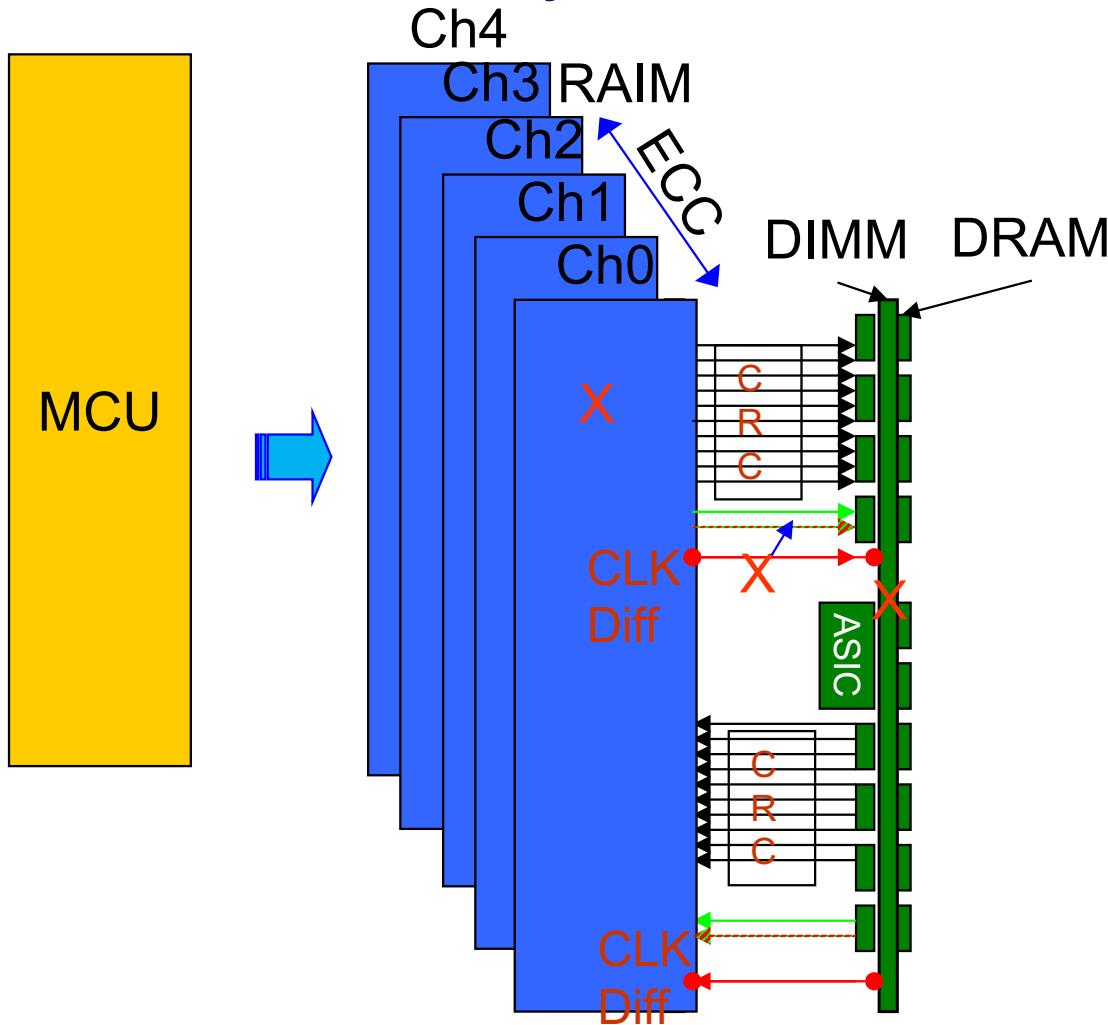 Ch4
Ch3 RAIM
Ch2
ECC
Ch1
DIMM DRAM
Ch0
MCU
X
C
R
C
CLK
Diff
X
X
ASIC
C
R
C
CLK
Diff